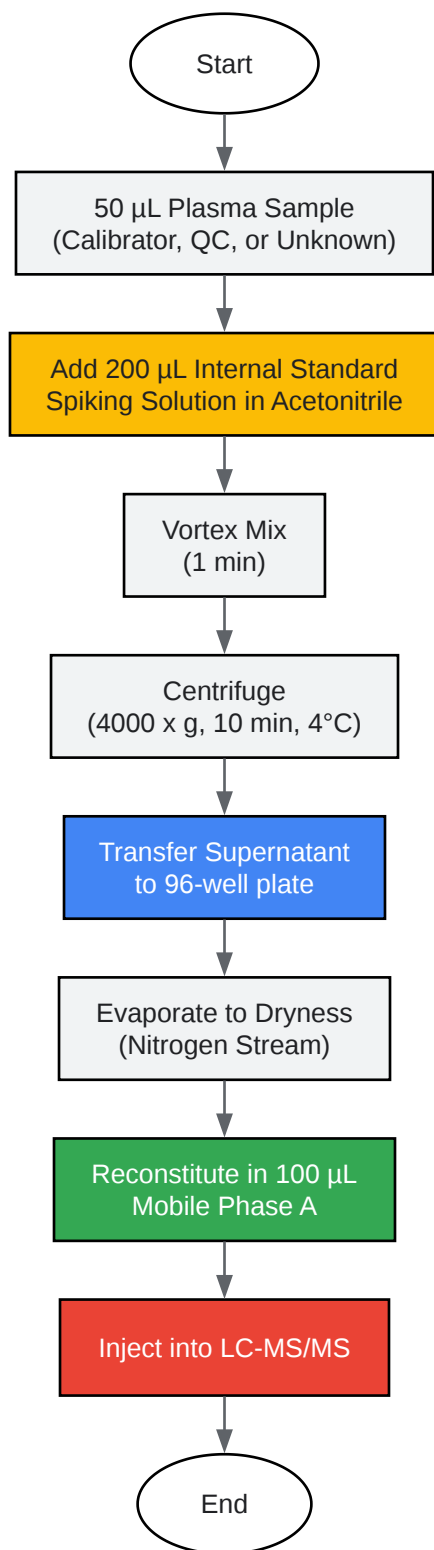 Start
50 µL Plasma Sample
(Calibrator, QC, or Unknown)
Add 200 µL Internal Standard
Spiking Solution in Acetonitrile
Vortex Mix
(1 min)
Centrifuge
(4000 x g, 10 min, 4°C)
Transfer Supernatant
to 96-well plate
Evaporate to Dryness
(Nitrogen Stream)
Reconstitute in 100 µL
Mobile Phase A
Inject into LC-MS/MS
End